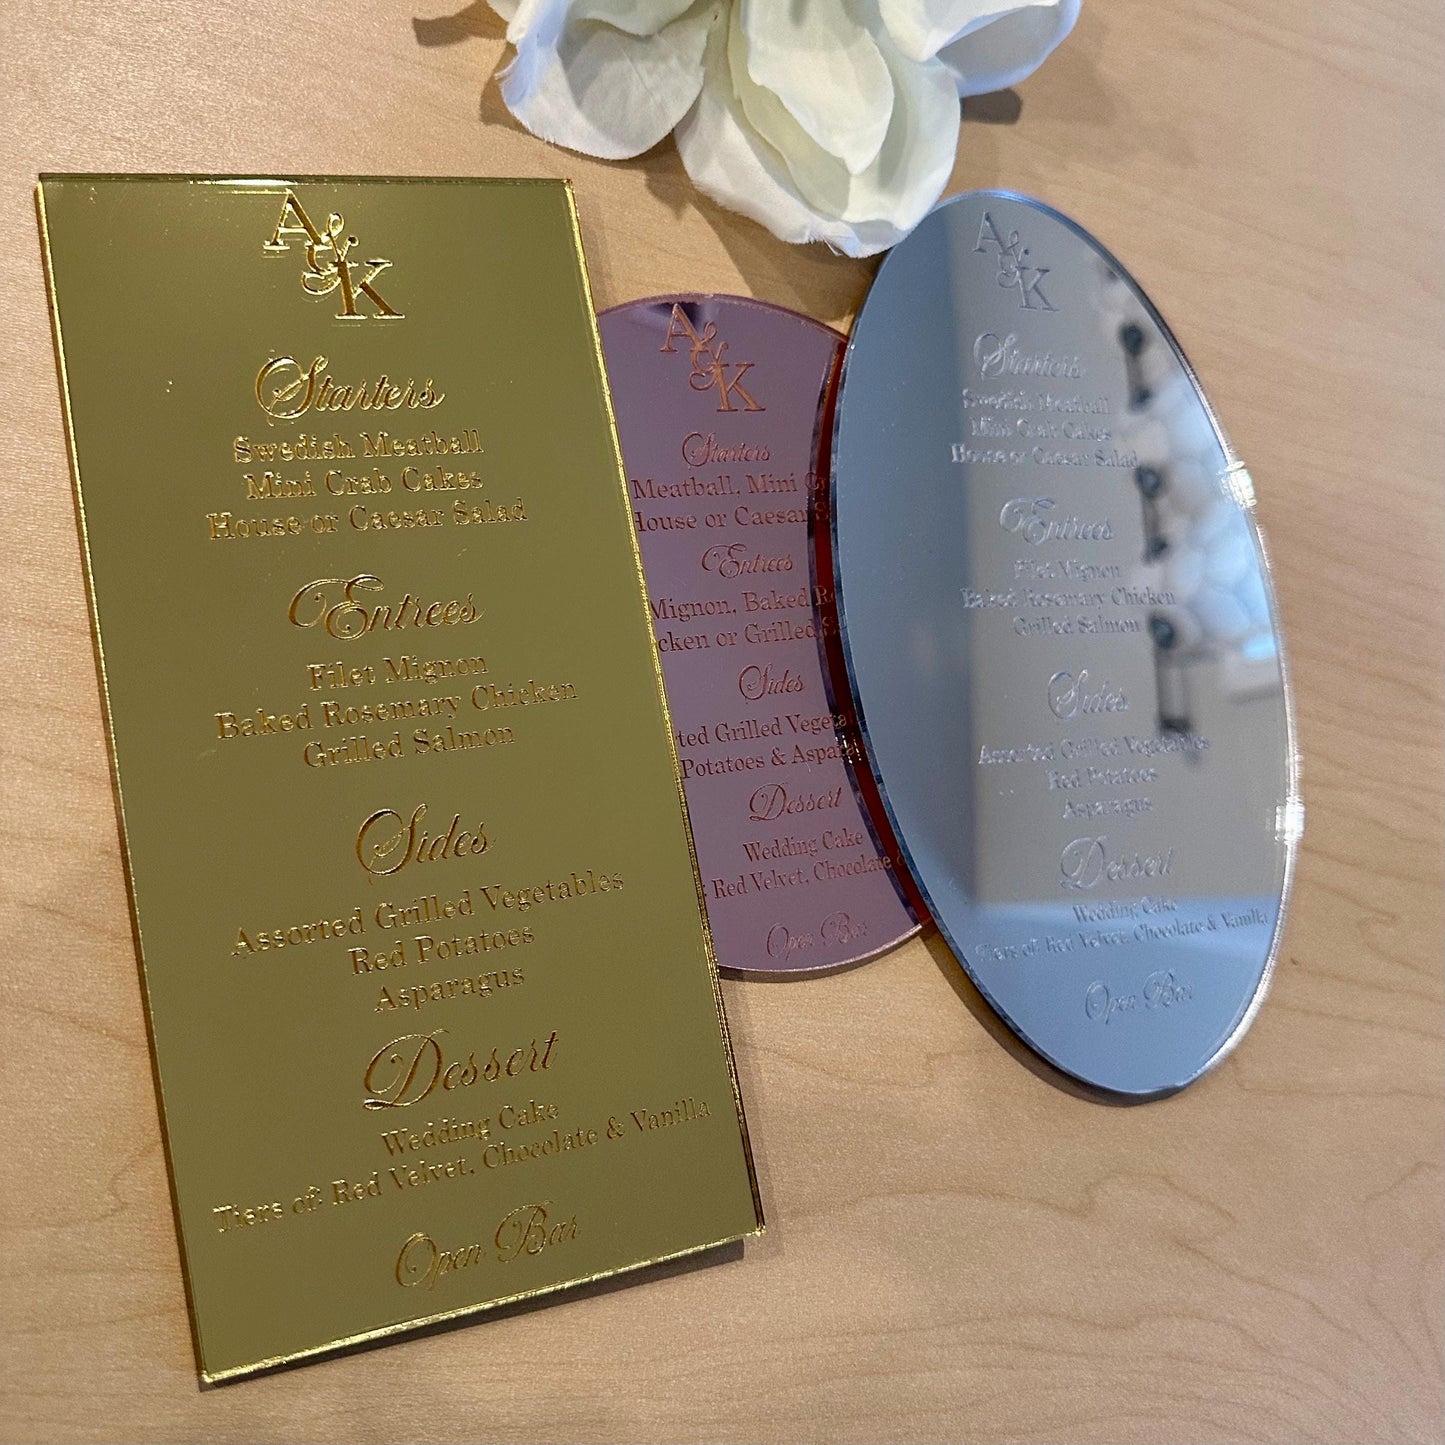 A & K
Starters
Swedish Meatball
Mini Crab Cakes
House or Caesar Salad
Entrees
Filet Mignon
Baked Rosemary Chicken
Grilled Salmon
Sides
Assorted Grilled Vegetables
Red Potatoes
Asparagus
Dessert
Wedding Cake
Tiers of: Red Velvet, Chocolate & Vanilla
Open Bar
A & K
Starters
Meatball, Mini
House or Caesar
Entrees
Mignon, Baked
or Grilled
Sides
Grilled
Potatoes &
Dessert
Wedding Cake
: Red Velvet, Chocolate
Open Bar
A & K
Starters
Swedish Meatball
Mini Crab Cakes
House or Caesar Salad
Entrees
Filet Mignon
Baked Rosemary Chicken
Grilled Salmon
Sides
Assorted Grilled Vegetables
Red Potatoes
Asparagus
Dessert
Wedding Cake
Tiers of: Red Velvet, Chocolate & Vanilla
Open Bar